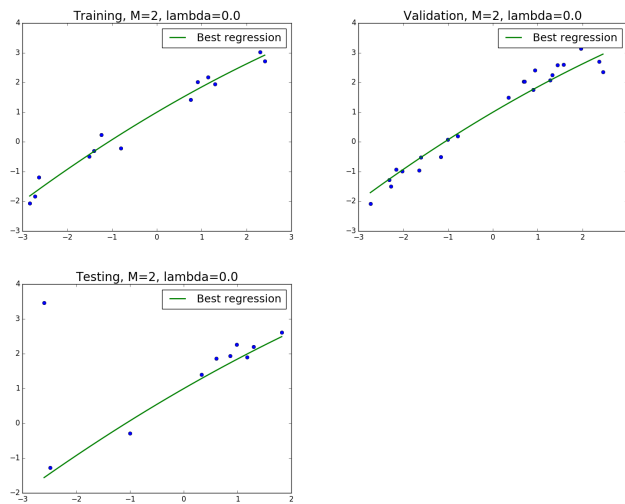 Training, M=2, lambda=0.0
Best regression
4
3
2
1
0
−1
−2
−3
−3 −2 −1 0 1 2 3
Validation, M=2, lambda=0.0
Best regression
4
3
2
1
0
−1
−2
−3
−3 −2 −1 0 1 2 3
Testing, M=2, lambda=0.0
Best regression
4
3
2
1
0
−1
−2
−3 −2 −1 0 1 2